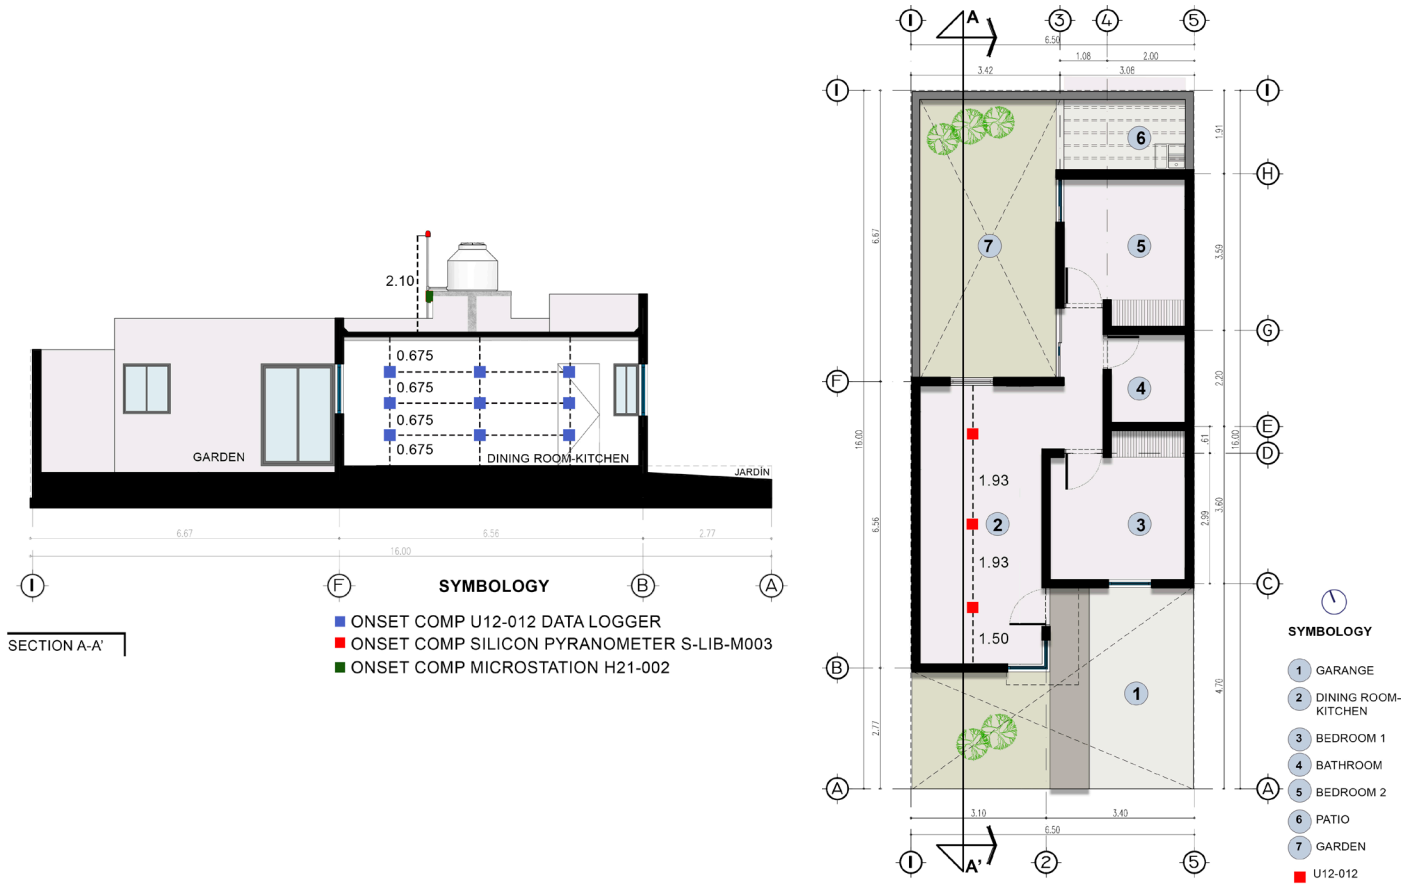 2.10
0.675
0.675
0.675
0.675
GARDEN
DINING ROOM-KITCHEN
JARDÍN
6.67
6.56
2.77
16.00
I
F
B
A
SECTION A-A'
SYMBOLOGY
ONSET COMP U12-012 DATA LOGGER
ONSET COMP SILICON PYRANOMETER S-LIB-M003
ONSET COMP MICROSTATION H21-002
I
A
3
4
5
6.50
1.08
2.00
3.42
3.08
I
I
6
1.91
H
7
5
6.67
3.59
G
F
4
2.20
E
.61
16.00
16.00
D
1.93
2
3
6.56
2.99
3.60
1.93
C
1.50
B
1
4.70
2.77
A
A
3.10
3.40
6.50
I
A'
2
5
SYMBOLOGY
1 GARANGE
2 DINING ROOM-
KITCHEN
3 BEDROOM 1
4 BATHROOM
5 BEDROOM 2
6 PATIO
7 GARDEN
U12-012